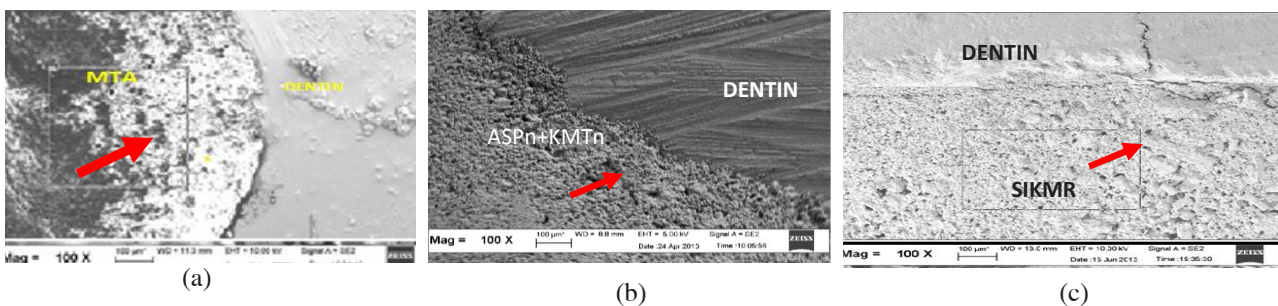 MTA
DENTIN
Mag = 100 X 100 µm* WD = 11.3 mm EHT = 10.00 kV Signal A = SE2 ZEISS
(a)
DENTIN
ASPn+KMTn
Mag = 100 X 100 µm* WD = 8.8 mm EHT = 5.00 kV Signal A = SE2
Date :24 Apr 2013 Time :10:05:56 ZEISS
(b)
DENTIN
SIKMR
Mag = 100 X 100 µm* WD = 13.0 mm EHT = 10.00 kV Signal A = SE2
Date :15 Jun 2013 Time :15:35:50 ZEISS
(c)